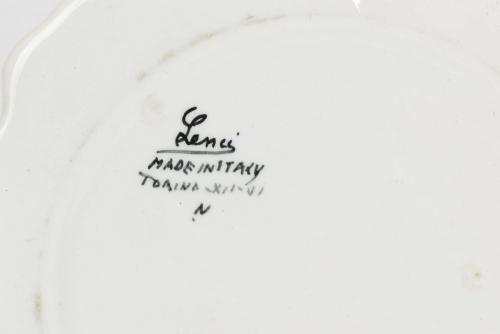 Lenci
MADE IN ITALY
TORINO XII-VI
N